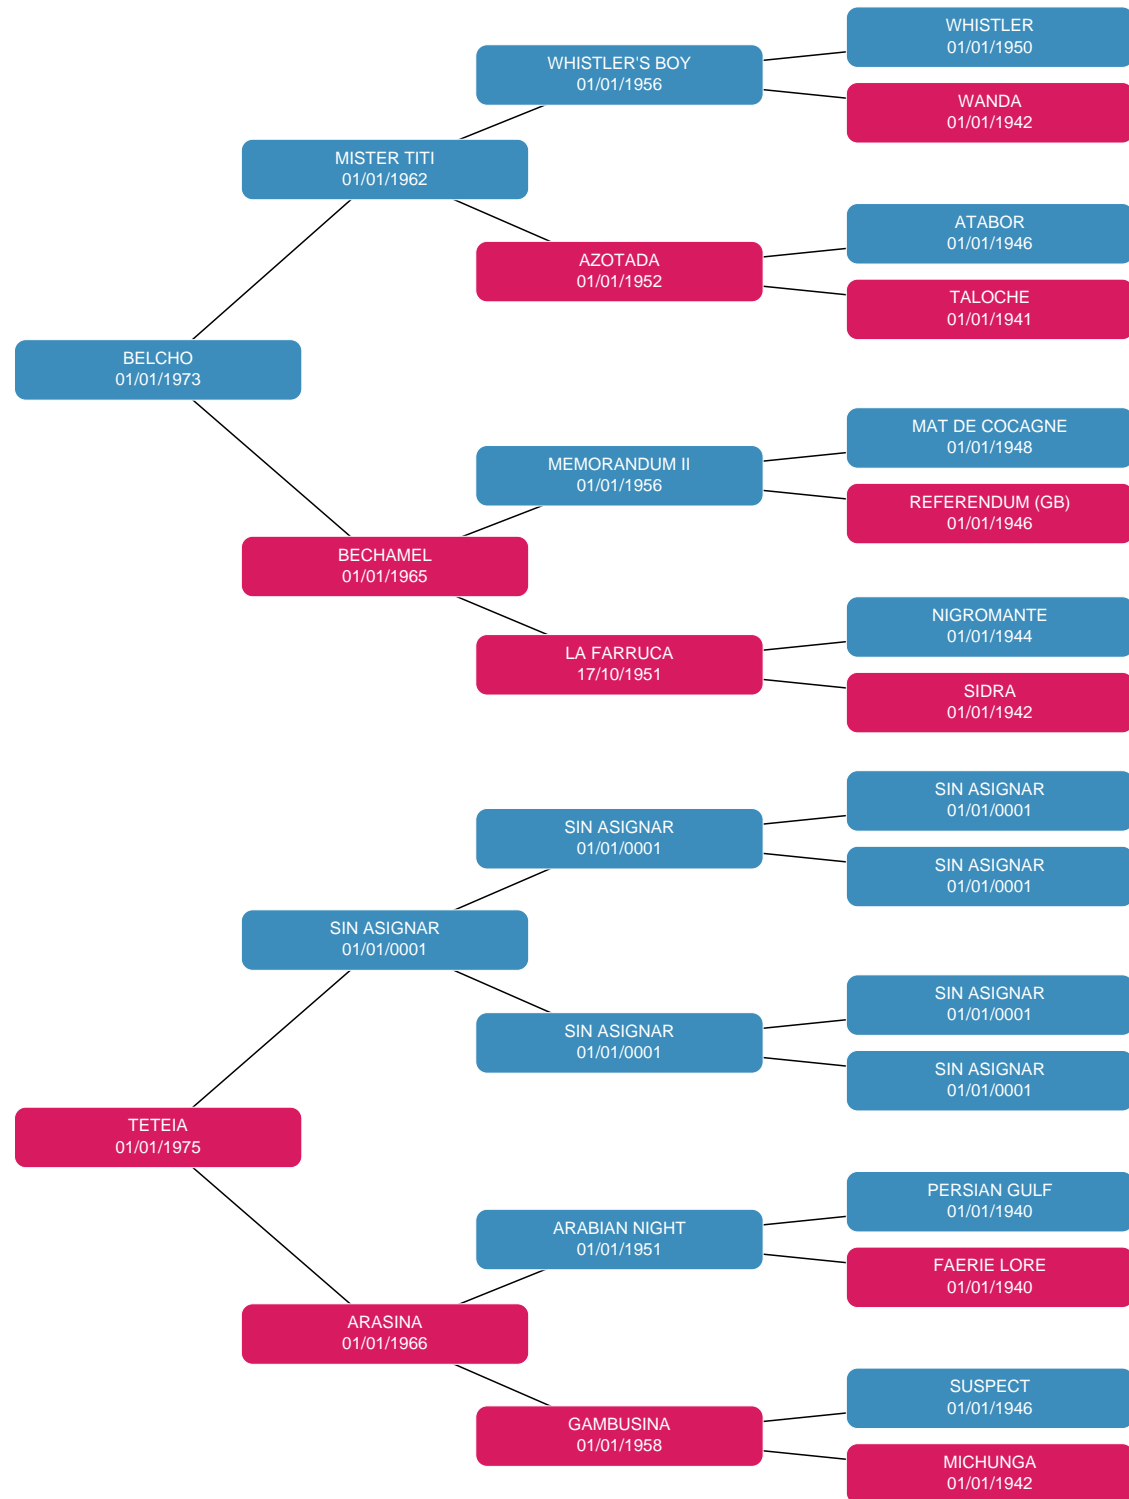 WHISTLER
01/01/1950
WHISTLER'S BOY
01/01/1956
WANDA
01/01/1942
MISTER TITI
01/01/1962
ATABOR
01/01/1946
AZOTADA
01/01/1952
TALOCHE
01/01/1941
BELCHO
01/01/1973
MAT DE COCAGNE
01/01/1948
MEMORANDUM II
01/01/1956
REFERENDUM (GB)
01/01/1946
BECHAMEL
01/01/1965
NIGROMANTE
01/01/1944
LA FARRUCA
17/10/1951
SIDRA
01/01/1942
SIN ASIGNAR
01/01/0001
SIN ASIGNAR
01/01/0001
SIN ASIGNAR
01/01/0001
SIN ASIGNAR
01/01/0001
SIN ASIGNAR
01/01/0001
SIN ASIGNAR
01/01/0001
SIN ASIGNAR
01/01/0001
TETEIA
01/01/1975
PERSIAN GULF
01/01/1940
ARABIAN NIGHT
01/01/1951
FAERIE LORE
01/01/1940
ARASINA
01/01/1966
SUSPECT
01/01/1946
GAMBUSINA
01/01/1958
MICHUNGA
01/01/1942